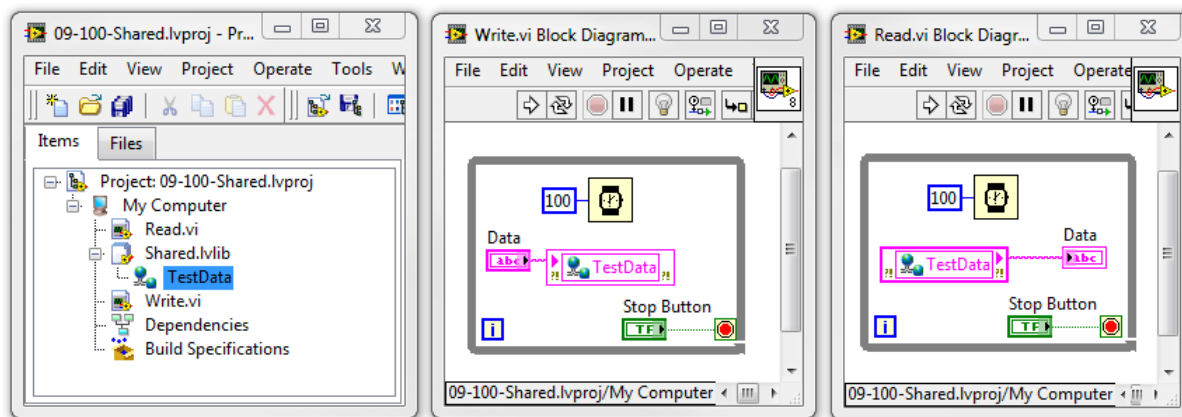 09-100-Shared.lvproj - Pr...
File Edit View Project Operate Tools W
Items Files
Project: 09-100-Shared.lvproj
My Computer
Read.vi
Shared.lvlib
TestData
Write.vi
Dependencies
Build Specifications
Write.vi Block Diagram...
File Edit View Project Operate
8
100
Data
abc
TestData
?! ?!
Stop Button
i
TF
09-100-Shared.lvproj/My Computer
Read.vi Block Diagr...
File Edit View Project Operate
100
Data
TestData
abc
?! ?!
Stop Button
i
TF
09-100-Shared.lvproj/My Computer